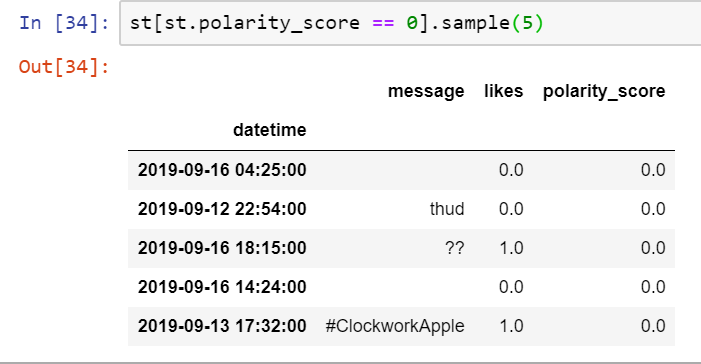 In [34]: st[st.polarity_score == 0].sample(5)
Out[34]:
message likes polarity_score
datetime
2019-09-16 04:25:00 0.0 0.0
2019-09-12 22:54:00 thud 0.0 0.0
2019-09-16 18:15:00 ?? 1.0 0.0
2019-09-16 14:24:00 0.0 0.0
2019-09-13 17:32:00 #ClockworkApple 1.0 0.0